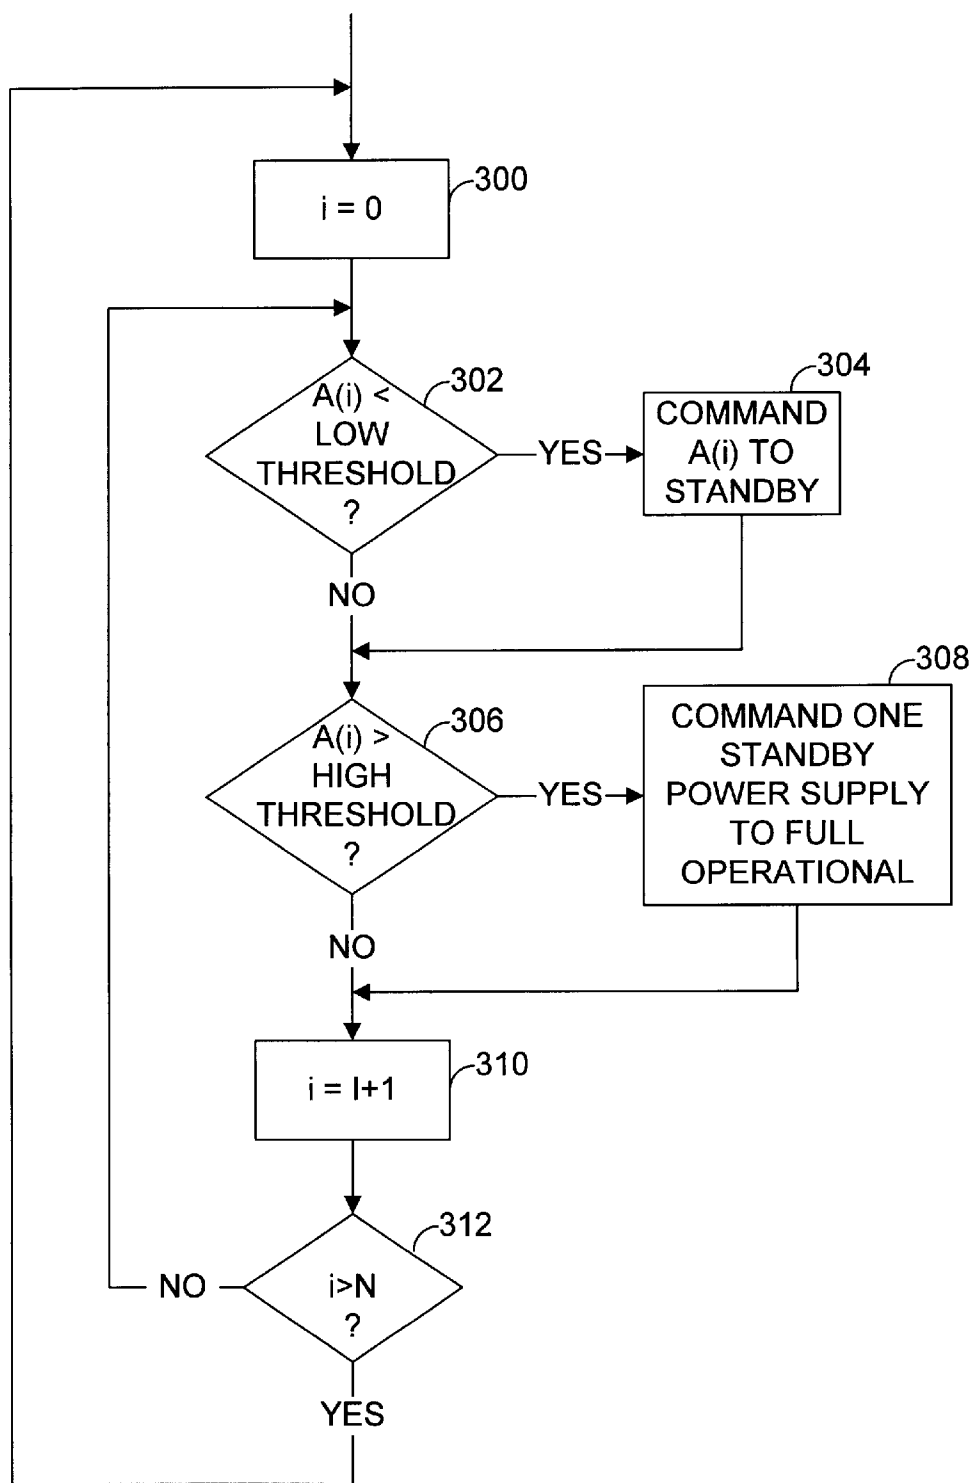 300
i = 0
302
A(i) <
LOW
THRESHOLD
?
YES
304
COMMAND
A(i) TO
STANDBY
NO
306
A(i) >
HIGH
THRESHOLD
?
YES
308
COMMAND ONE
STANDBY
POWER SUPPLY
TO FULL
OPERATIONAL
NO
310
i = I+1
312
i>N
?
NO
YES